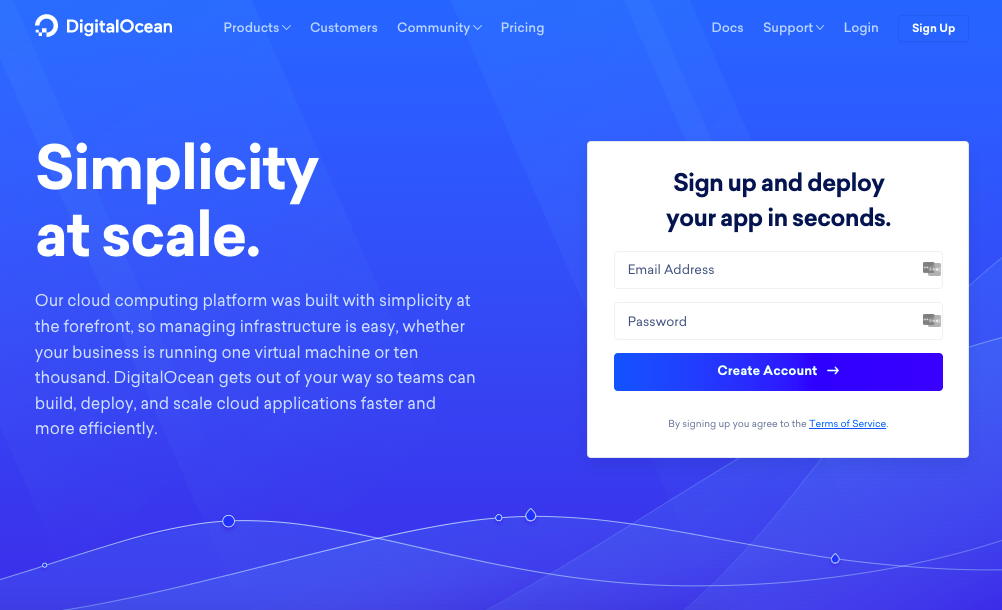 DigitalOcean
Products
Customers
Community
Pricing
Docs
Support
Login
Sign Up
Simplicity
at scale.
Our cloud computing platform was built with simplicity at
the forefront, so managing infrastructure is easy, whether
your business is running one virtual machine or ten
thousand. DigitalOcean gets out of your way so teams can
build, deploy, and scale cloud applications faster and
more efficiently.
Sign up and deploy
your app in seconds.
Email Address
Password
Create Account →
By signing up you agree to the Terms of Service.